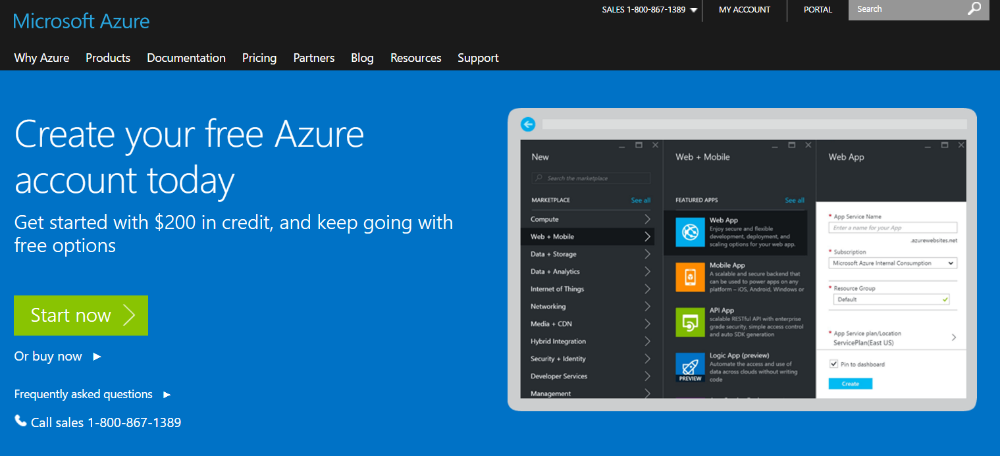 SALES 1-800-867-1389
MY ACCOUNT
PORTAL
Search
Microsoft Azure
Why Azure
Products
Documentation
Pricing
Partners
Blog
Resources
Support
Create your free Azure
account today
Get started with $200 in credit, and keep going with
free options
Start now
Or buy now
Frequently asked questions
Call sales 1-800-867-1389
New
Search the marketplace
MARKETPLACE
See all
Compute
Web + Mobile
Data + Storage
Data + Analytics
Internet of Things
Networking
Media + CDN
Hybrid Integration
Security + Identity
Developer Services
Management
Web + Mobile
FEATURED APPS
See all
Web App
Enjoy secure and flexible
development, deployment, and
scaling options for your web app.
Mobile App
A scalable and secure backend that
can be used to power apps on any
platform – iOS, Android, Windows or
API App
scalable RESTful API with enterprise
grade security, simple access control
and auto SDK generation
Logic App (preview)
Automate the access and use of
data across clouds without writing
code
PREVIEW
Web App
* App Service Name
Enter a name for your App
.azurewebsites.net
* Subscription
Microsoft Azure Internal Consumption
* Resource Group
Default
* App Service plan/Location
ServicePlan(East US)
Pin to dashboard
Create